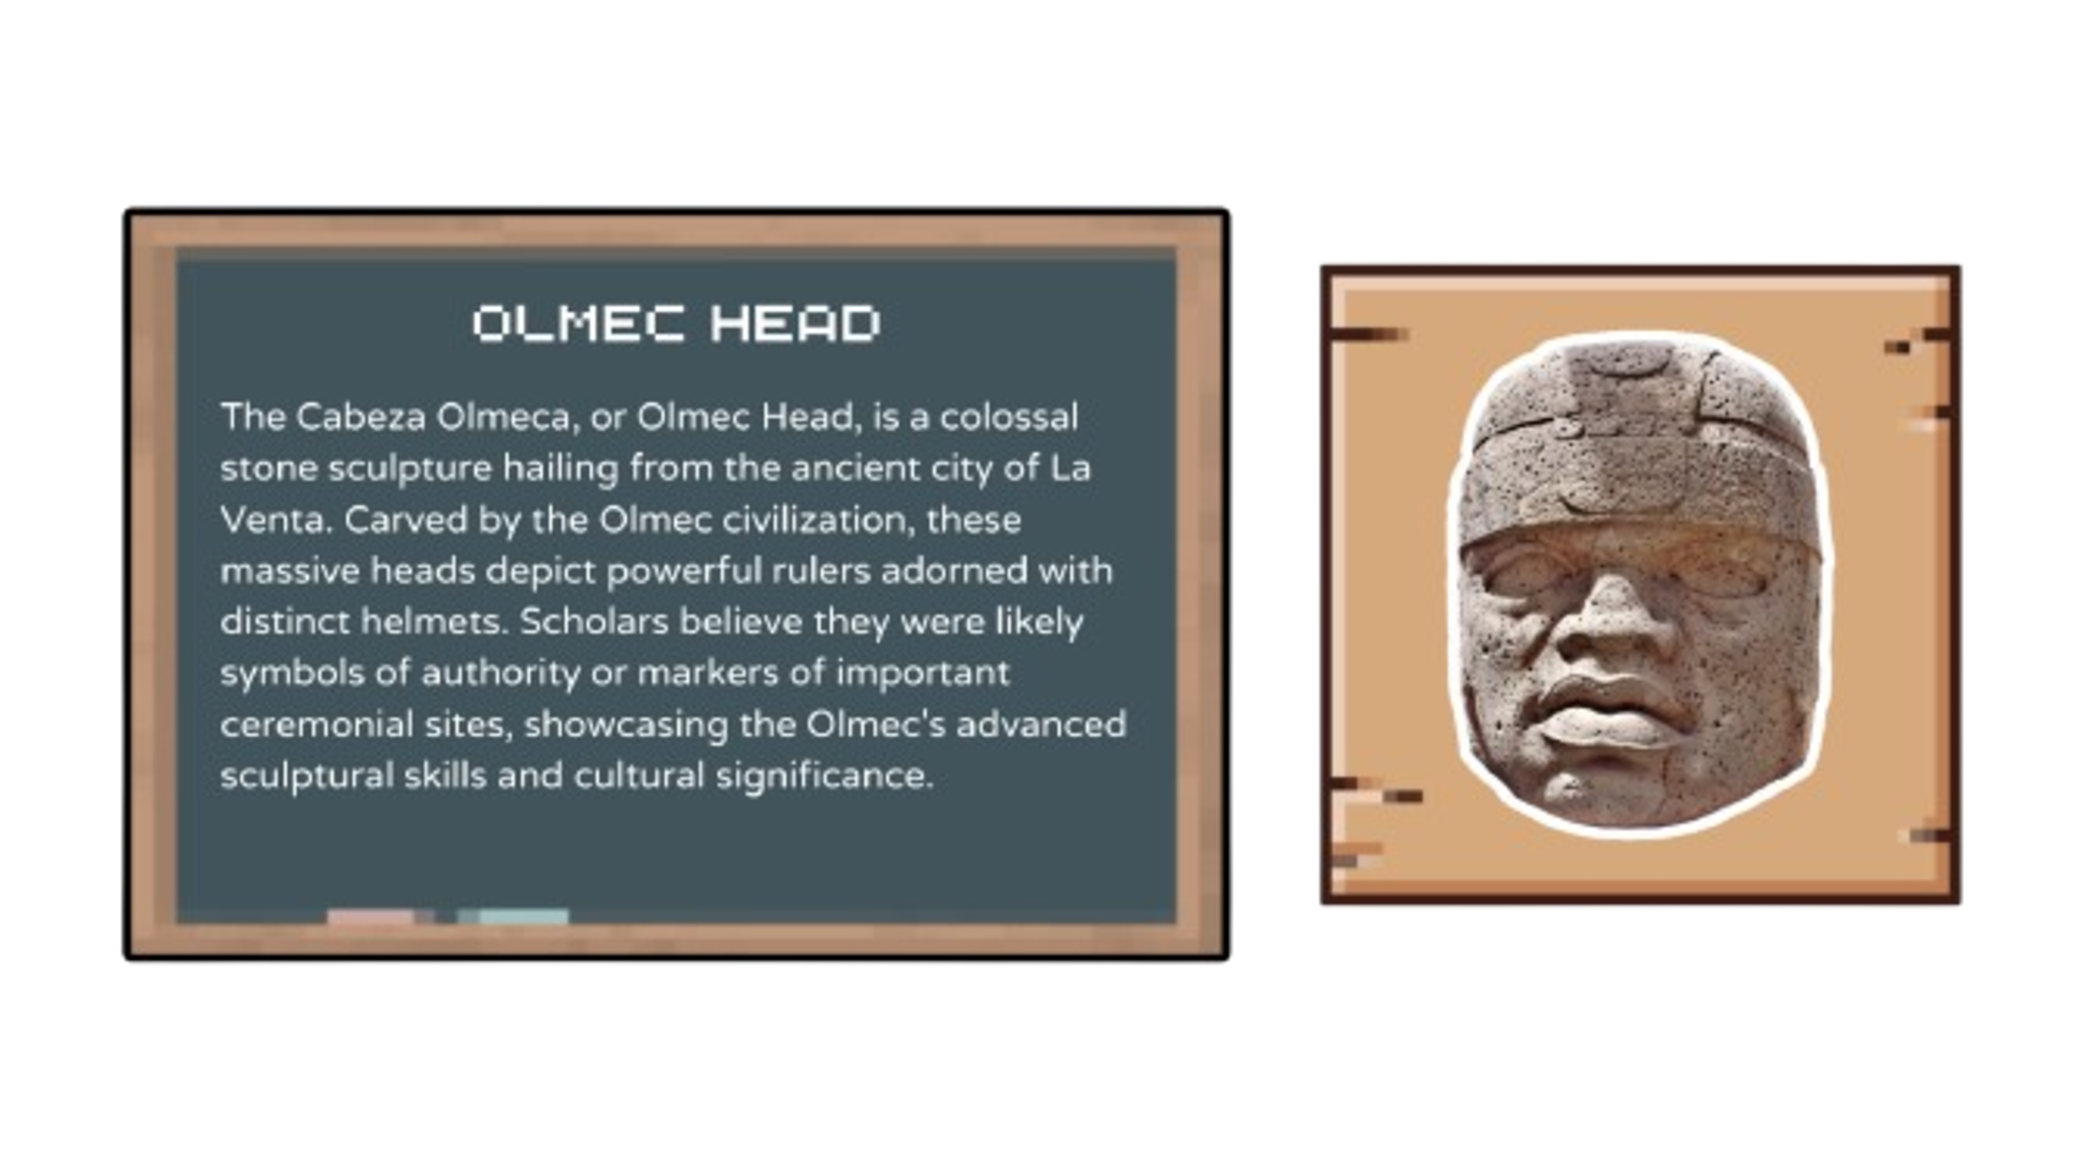 OLMEC HEAD
The Cabeza Olmeca, or Olmec Head, is a colossal
stone sculpture hailing from the ancient city of La
Venta. Carved by the Olmec civilization, these
massive heads depict powerful rulers adorned with
distinct helmets. Scholars believe they were likely
symbols of authority or markers of important
ceremonial sites, showcasing the Olmec's advanced
sculptural skills and cultural significance.